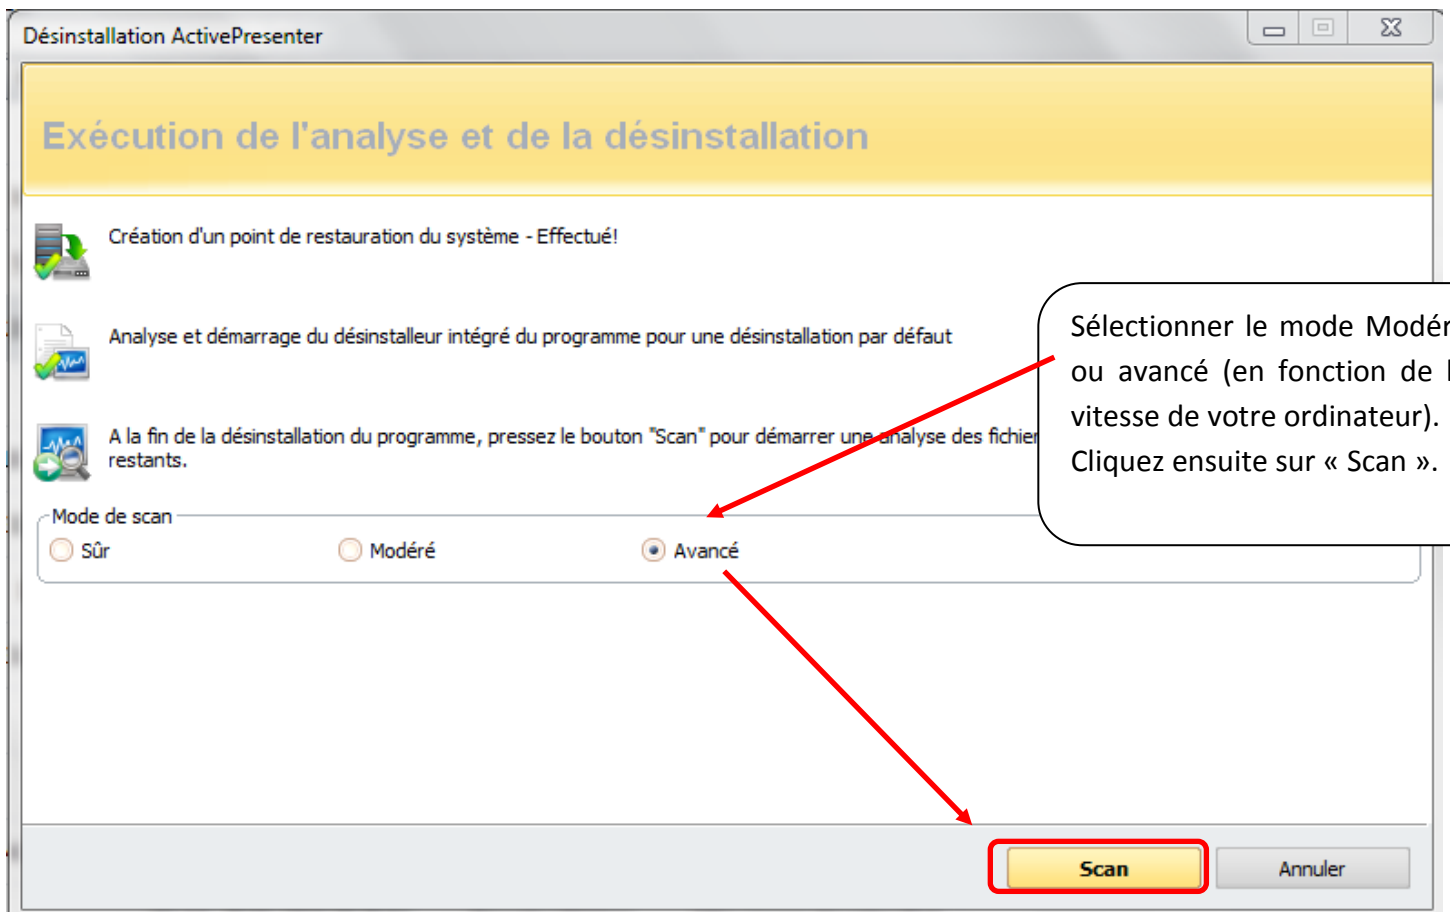 Désinstallation ActivePresenter
Exécution de l'analyse et de la désinstallation
Création d'un point de restauration du système - Effectué!
Analyse et démarrage du désinstalleur intégré du programme pour une désinstallation par défaut
A la fin de la désinstallation du programme, pressez le bouton "Scan" pour démarrer une analyse des fichier
restants.
Sélectionner le mode Modér
ou avancé (en fonction de
vitesse de votre ordinateur).
Cliquez ensuite sur « Scan ».
Mode de scan
Sûr
Modéré
Avancé
Scan
Annuler